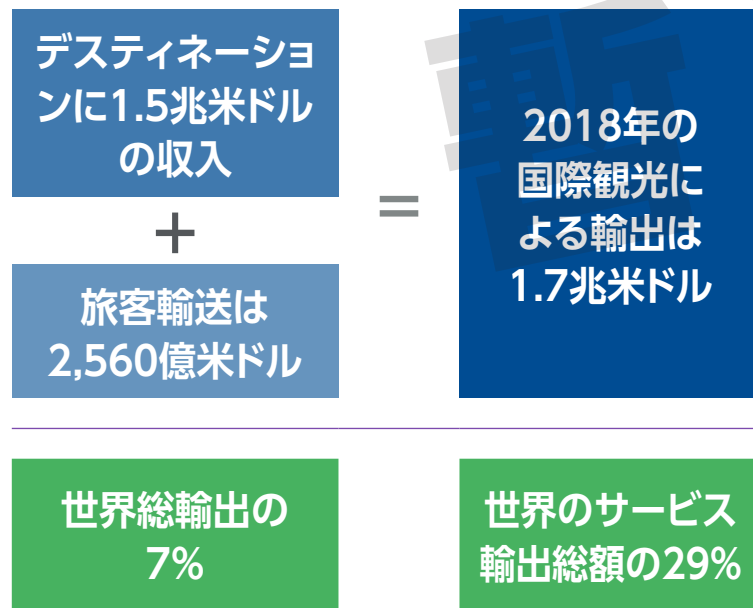 デスティネーショ
ンに1.5兆米ドル
の収入
+
旅客輸送は
2,560億米ドル
=
2018年の
国際観光に
よる輸出は
1.7兆米ドル
世界総輸出の
7%
世界のサービス
輸出総額の29%